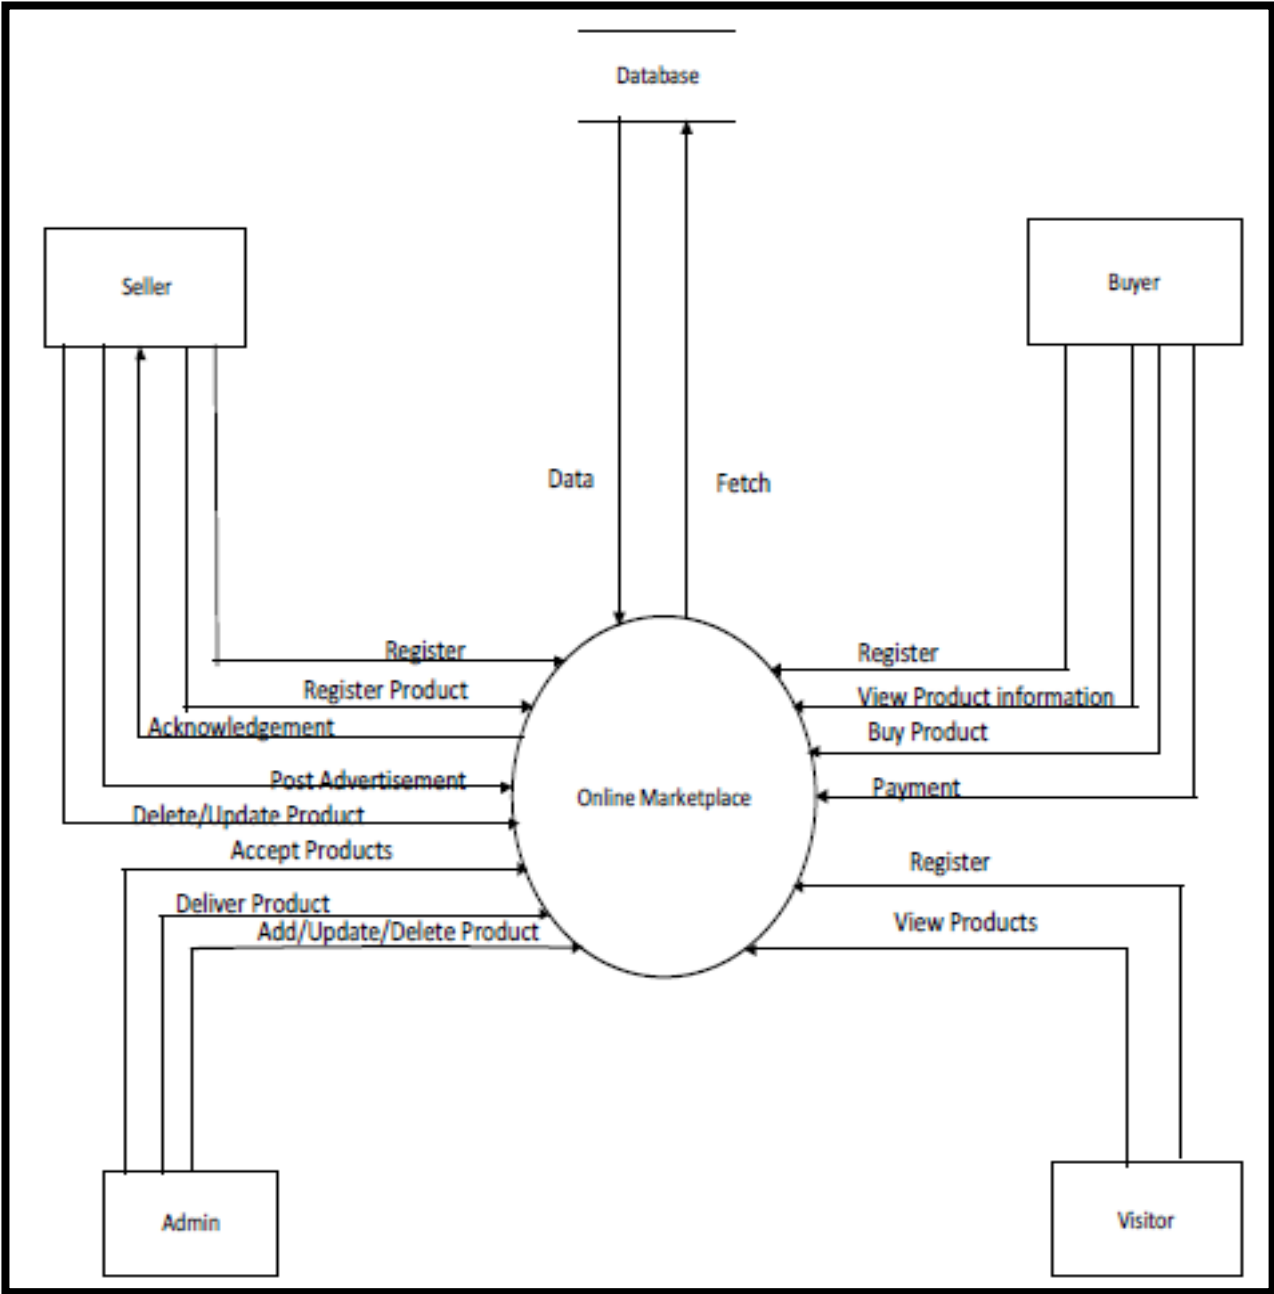 Database
Seller
Buyer
Data
Fetch
Register
Register Product
Acknowledgement
Post Advertisement
Delete/Update Product
Accept Products
Deliver Product
Add/Update/Delete Product
Online Marketplace
Register
View Product information
Buy Product
Payment
Register
View Products
Admin
Visitor